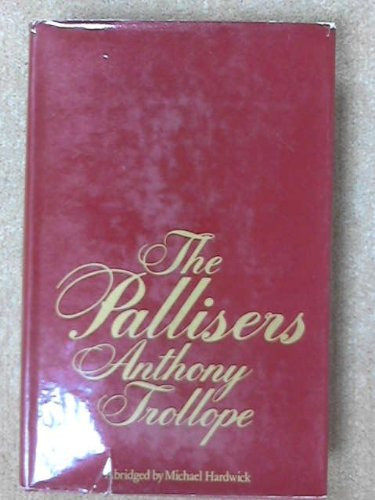 The
Pallisers
Anthony
Trollope
Abridged by Michael Hardwick